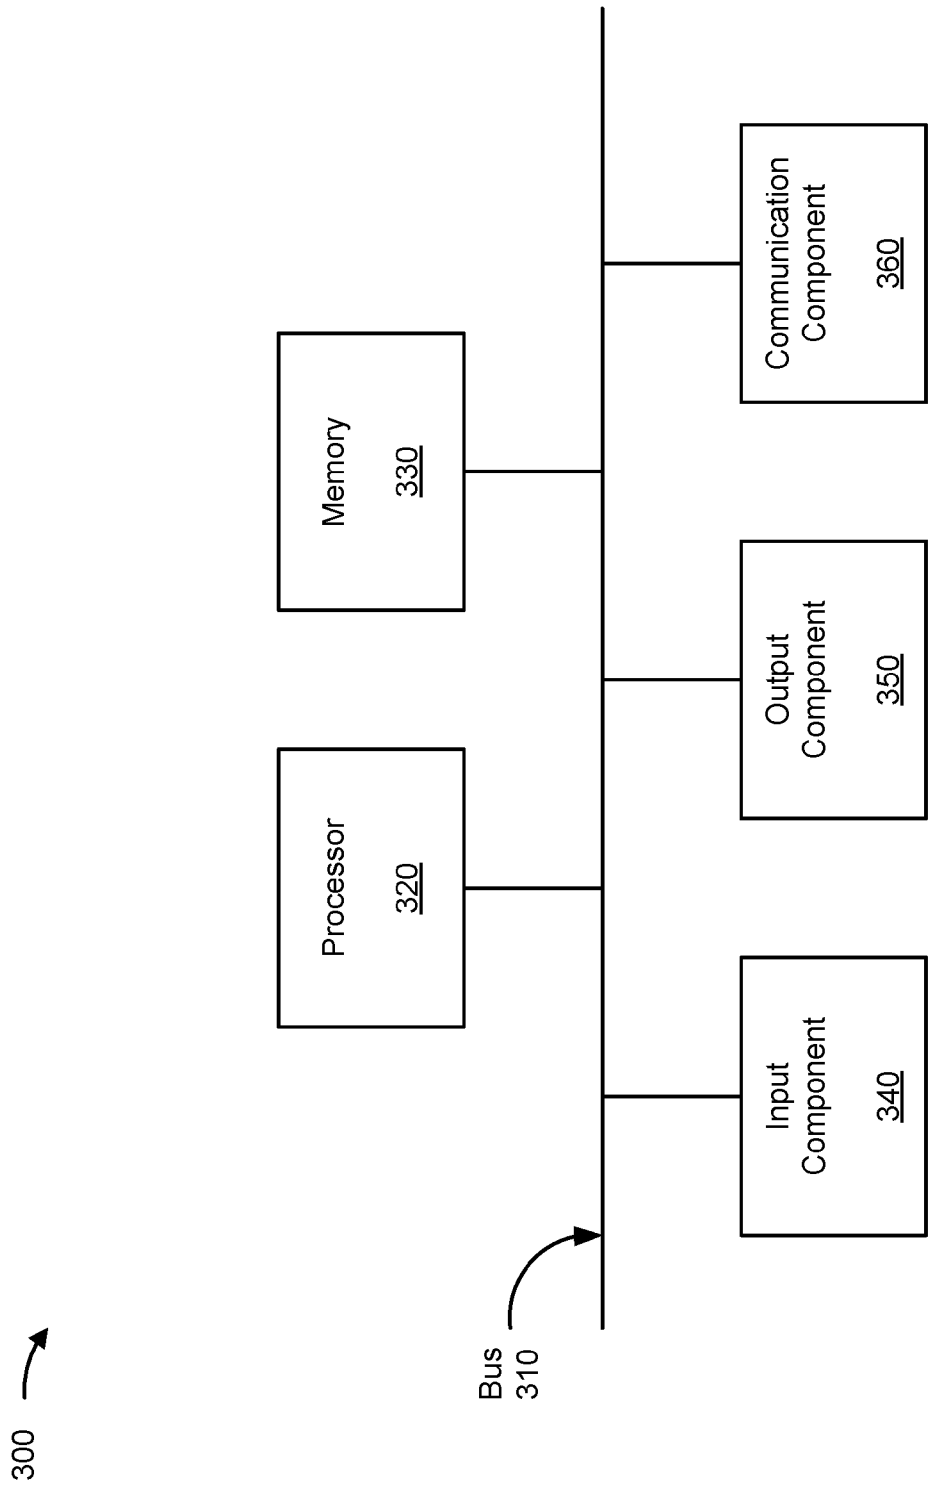 300
Processor
320
Memory
330
Bus
310
Input
Component
340
Output
Component
350
Communication
Component
360